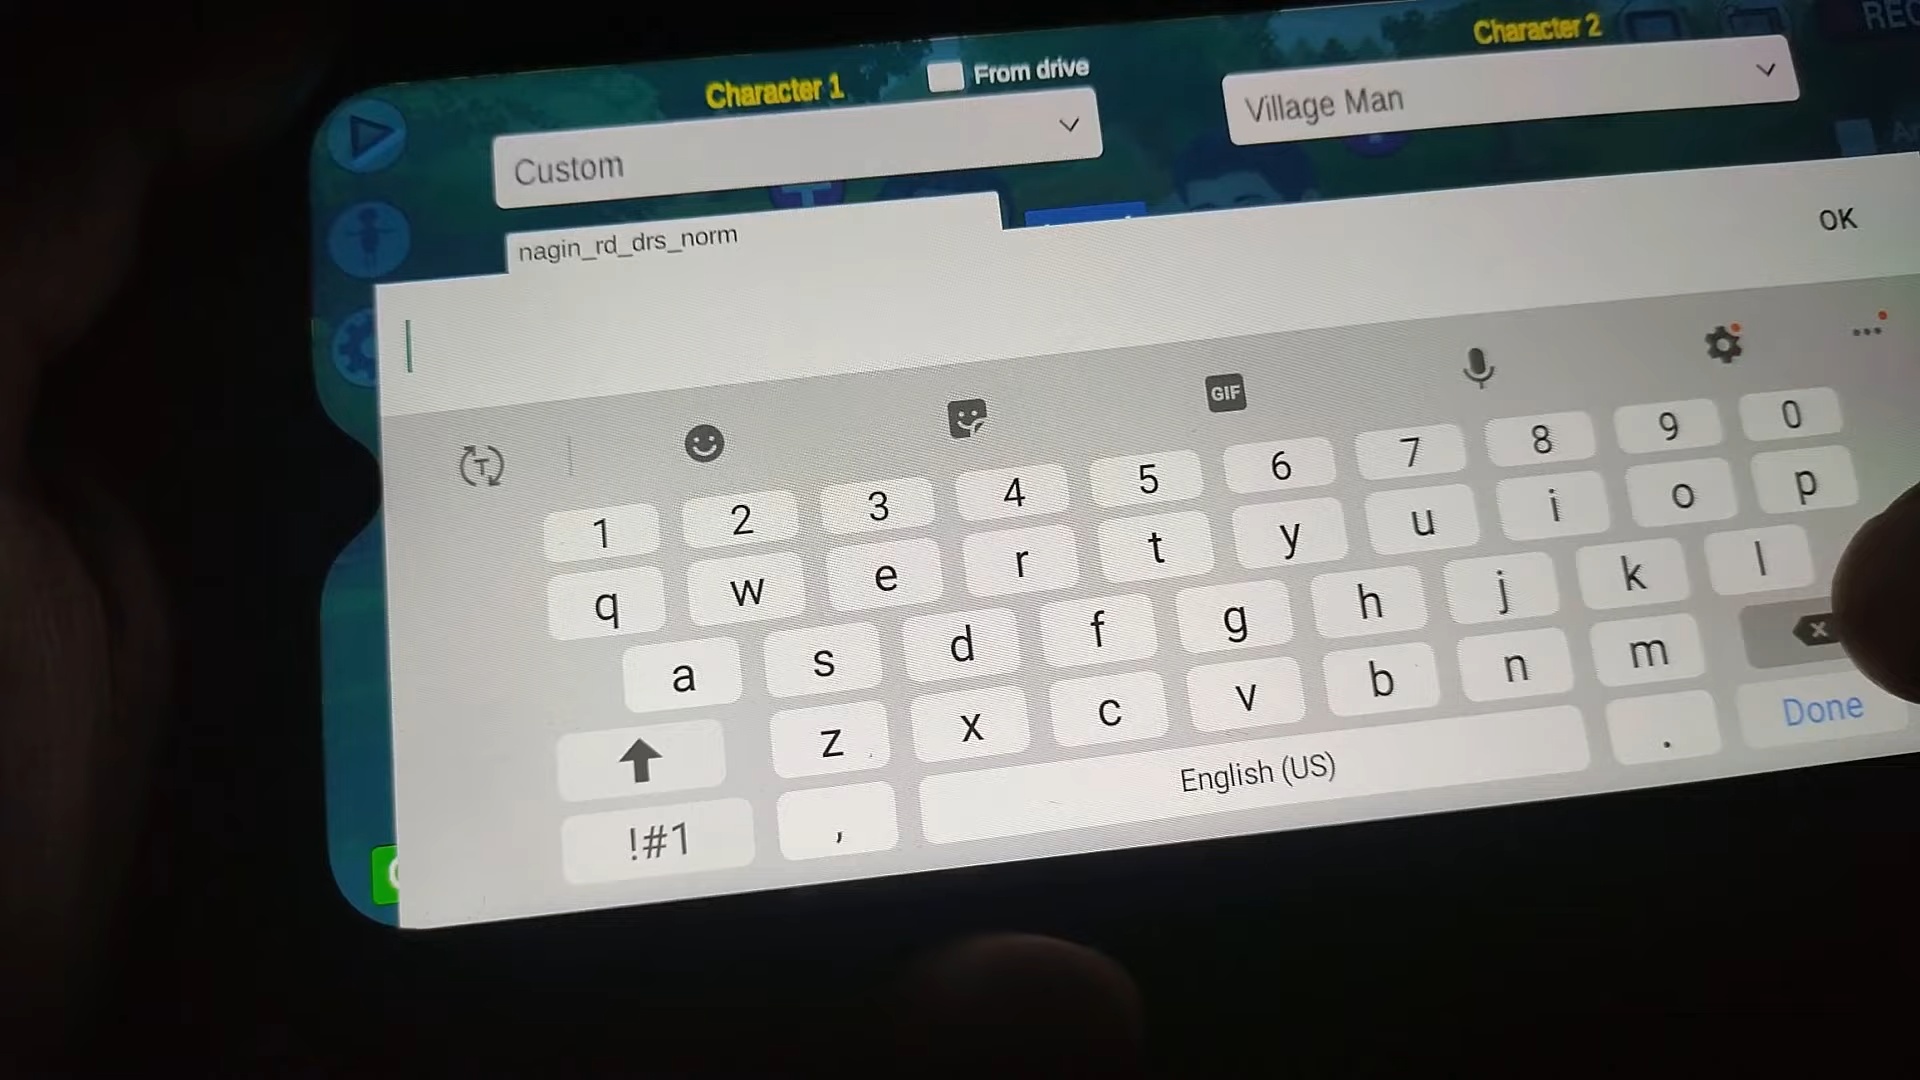 Character 1
From drive
Character 2
REC
Custom
Village Man
nagin_rd_drs_norm
OK
GIF
1 2 3 4 5 6 7 8 9 0
q w e r t y u i o p
a s d f g h j k l
z x c v b n m
!#1 , English (US) . Done